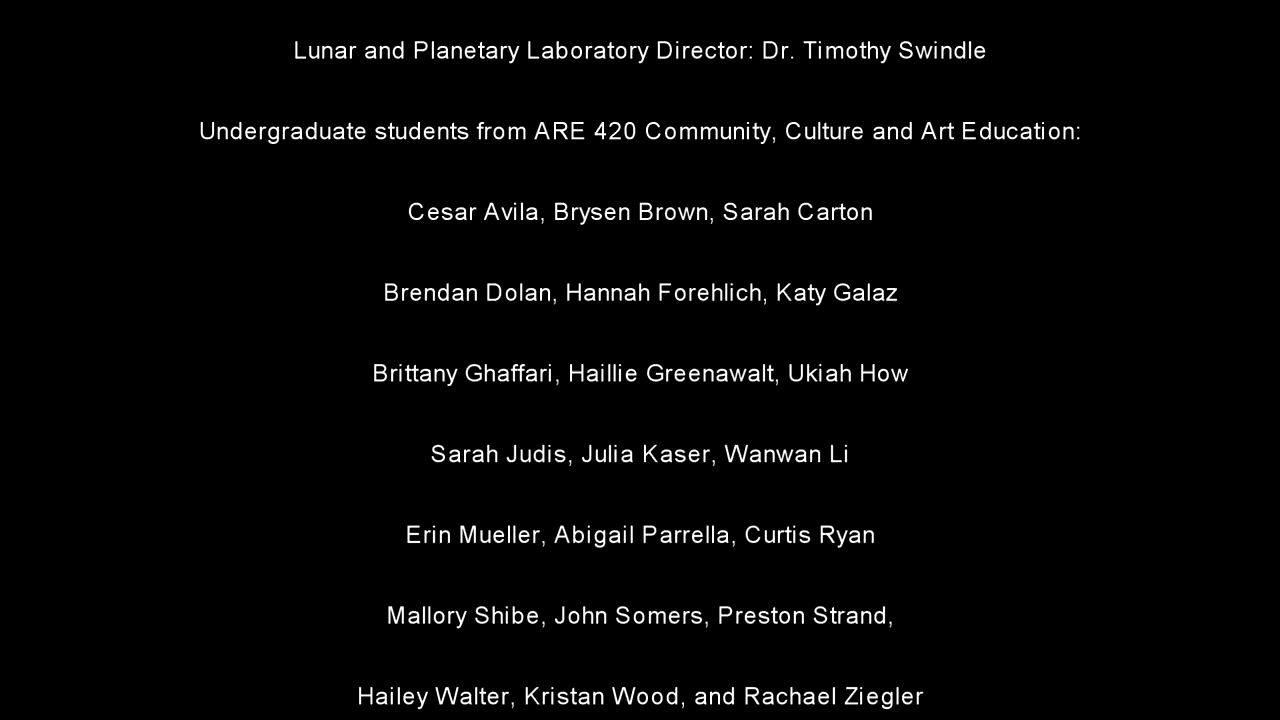 Lunar and Planetary Laboratory Director: Dr. Timothy Swindle
Undergraduate students from ARE 420 Community, Culture and Art Education:
Cesar Avila, Brysen Brown, Sarah Carton
Brendan Dolan, Hannah Forehlich, Katy Galaz
Brittany Ghaffari, Haillie Greenawalt, Ukiah How
Sarah Judis, Julia Kaser, Wanwan Li
Erin Mueller, Abigail Parrella, Curtis Ryan
Mallory Shibe, John Somers, Preston Strand,
Hailey Walter, Kristan Wood, and Rachael Ziegler